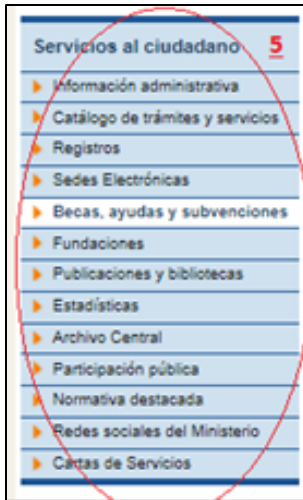 Servicios al ciudadano 5
Información administrativa
Catálogo de trámites y servicios
Registros
Sedes Electrónicas
Becas, ayudas y subvenciones
Fundaciones
Publicaciones y bibliotecas
Estadísticas
Archivo Central
Participación pública
Normativa destacada
Redes sociales del Ministerio
Cartas de Servicios